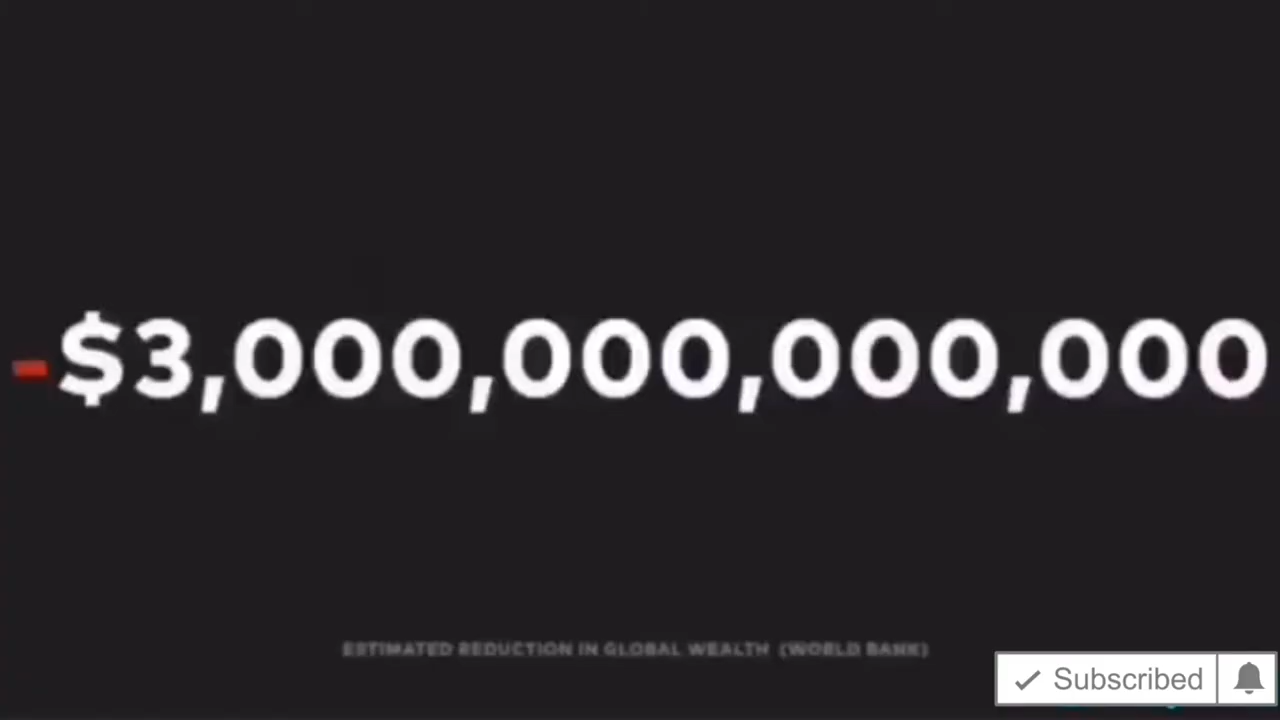 -$3,000,000,000,000
ESTIMATED REDUCTION IN GLOBAL WEALTH (WORLD BANK)
Subscribed